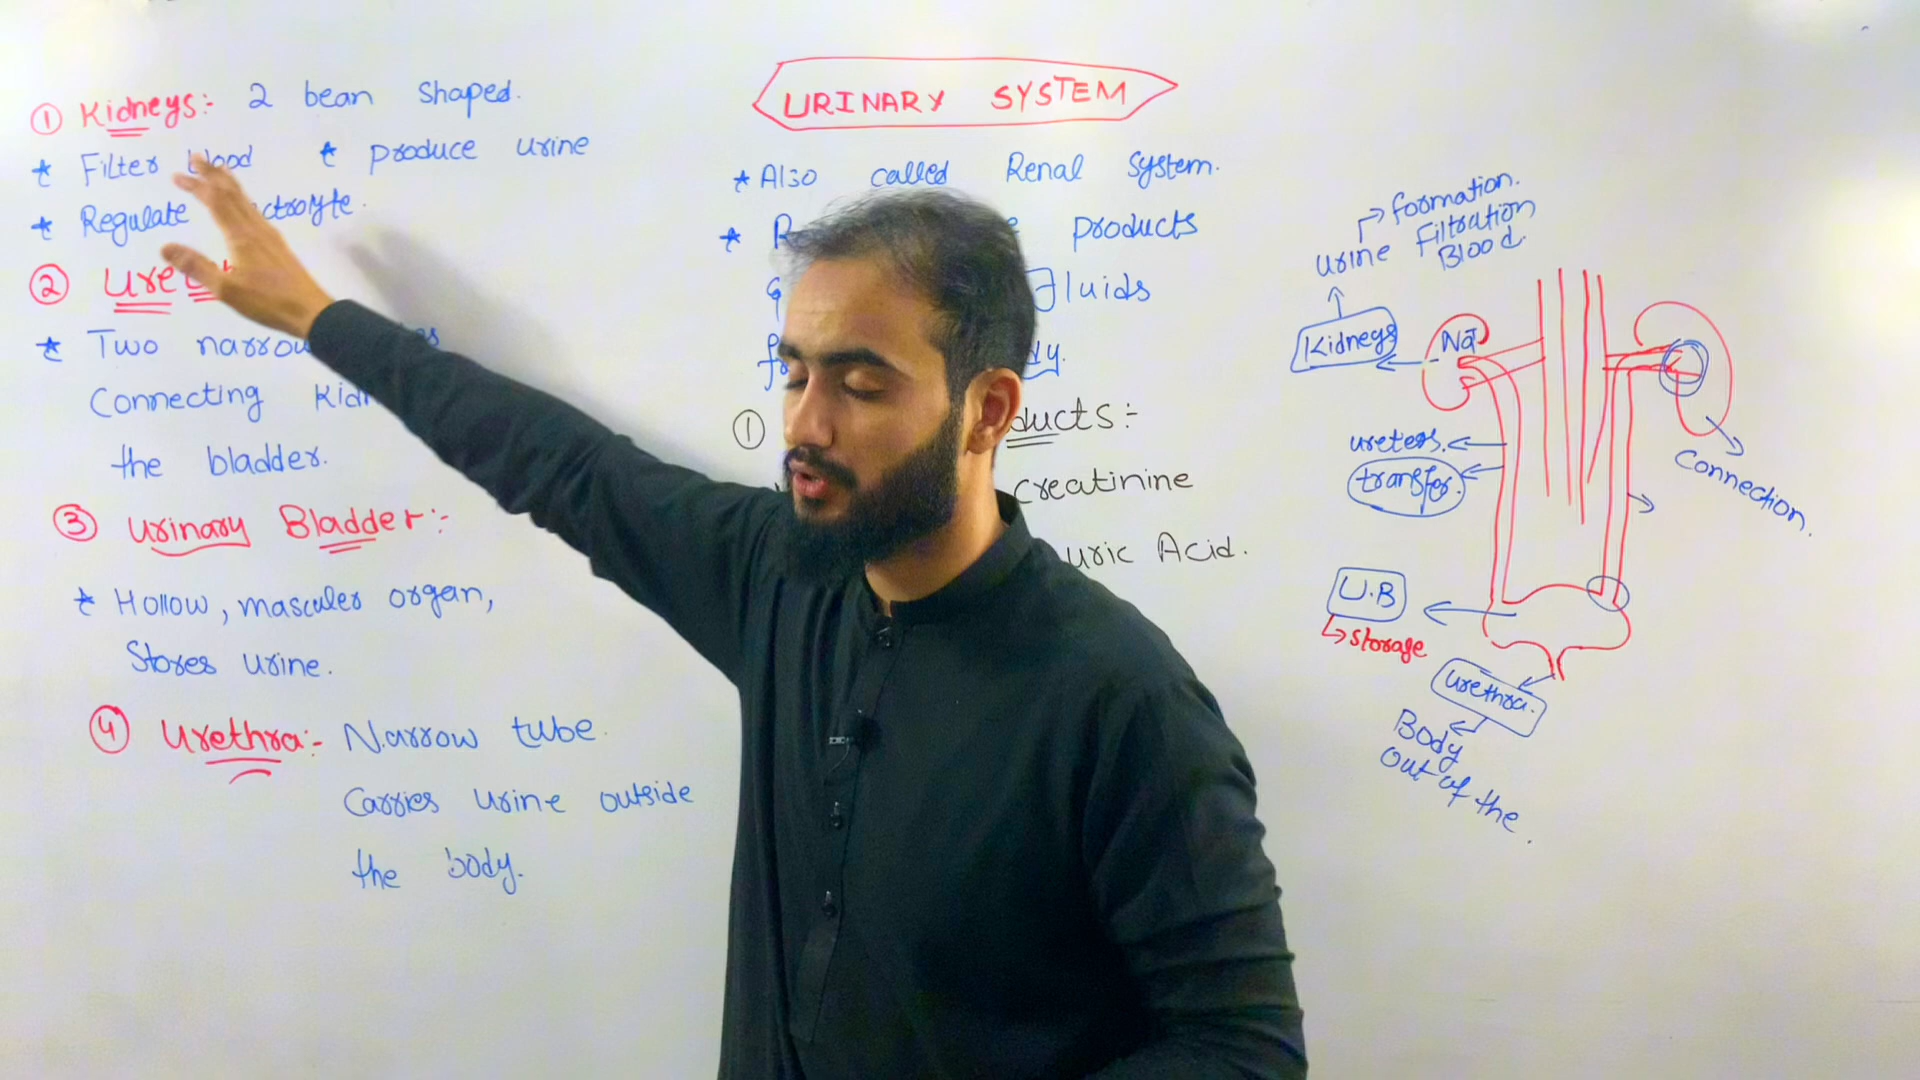 ① Kidneys:- 2 bean shaped.
* Filter blood * produce urine
* Regulate
②
* Two narrow
Connecting
the bladder.
③ Urinary Bladder:-
* Hollow, masculer organ,
Stores urine.
④ Urethra:- Narrow tube.
Carries urine outside
the body.
URINARY SYSTEM
* Also called Renal System.
* products
Fluids
①
creatinine
uric Acid.
formation.
urine Filtration
Blood.
Kidneys
Na+
ureters.
transfer.
Connection.
U.B
storage
urethra.
Body
Out of the.